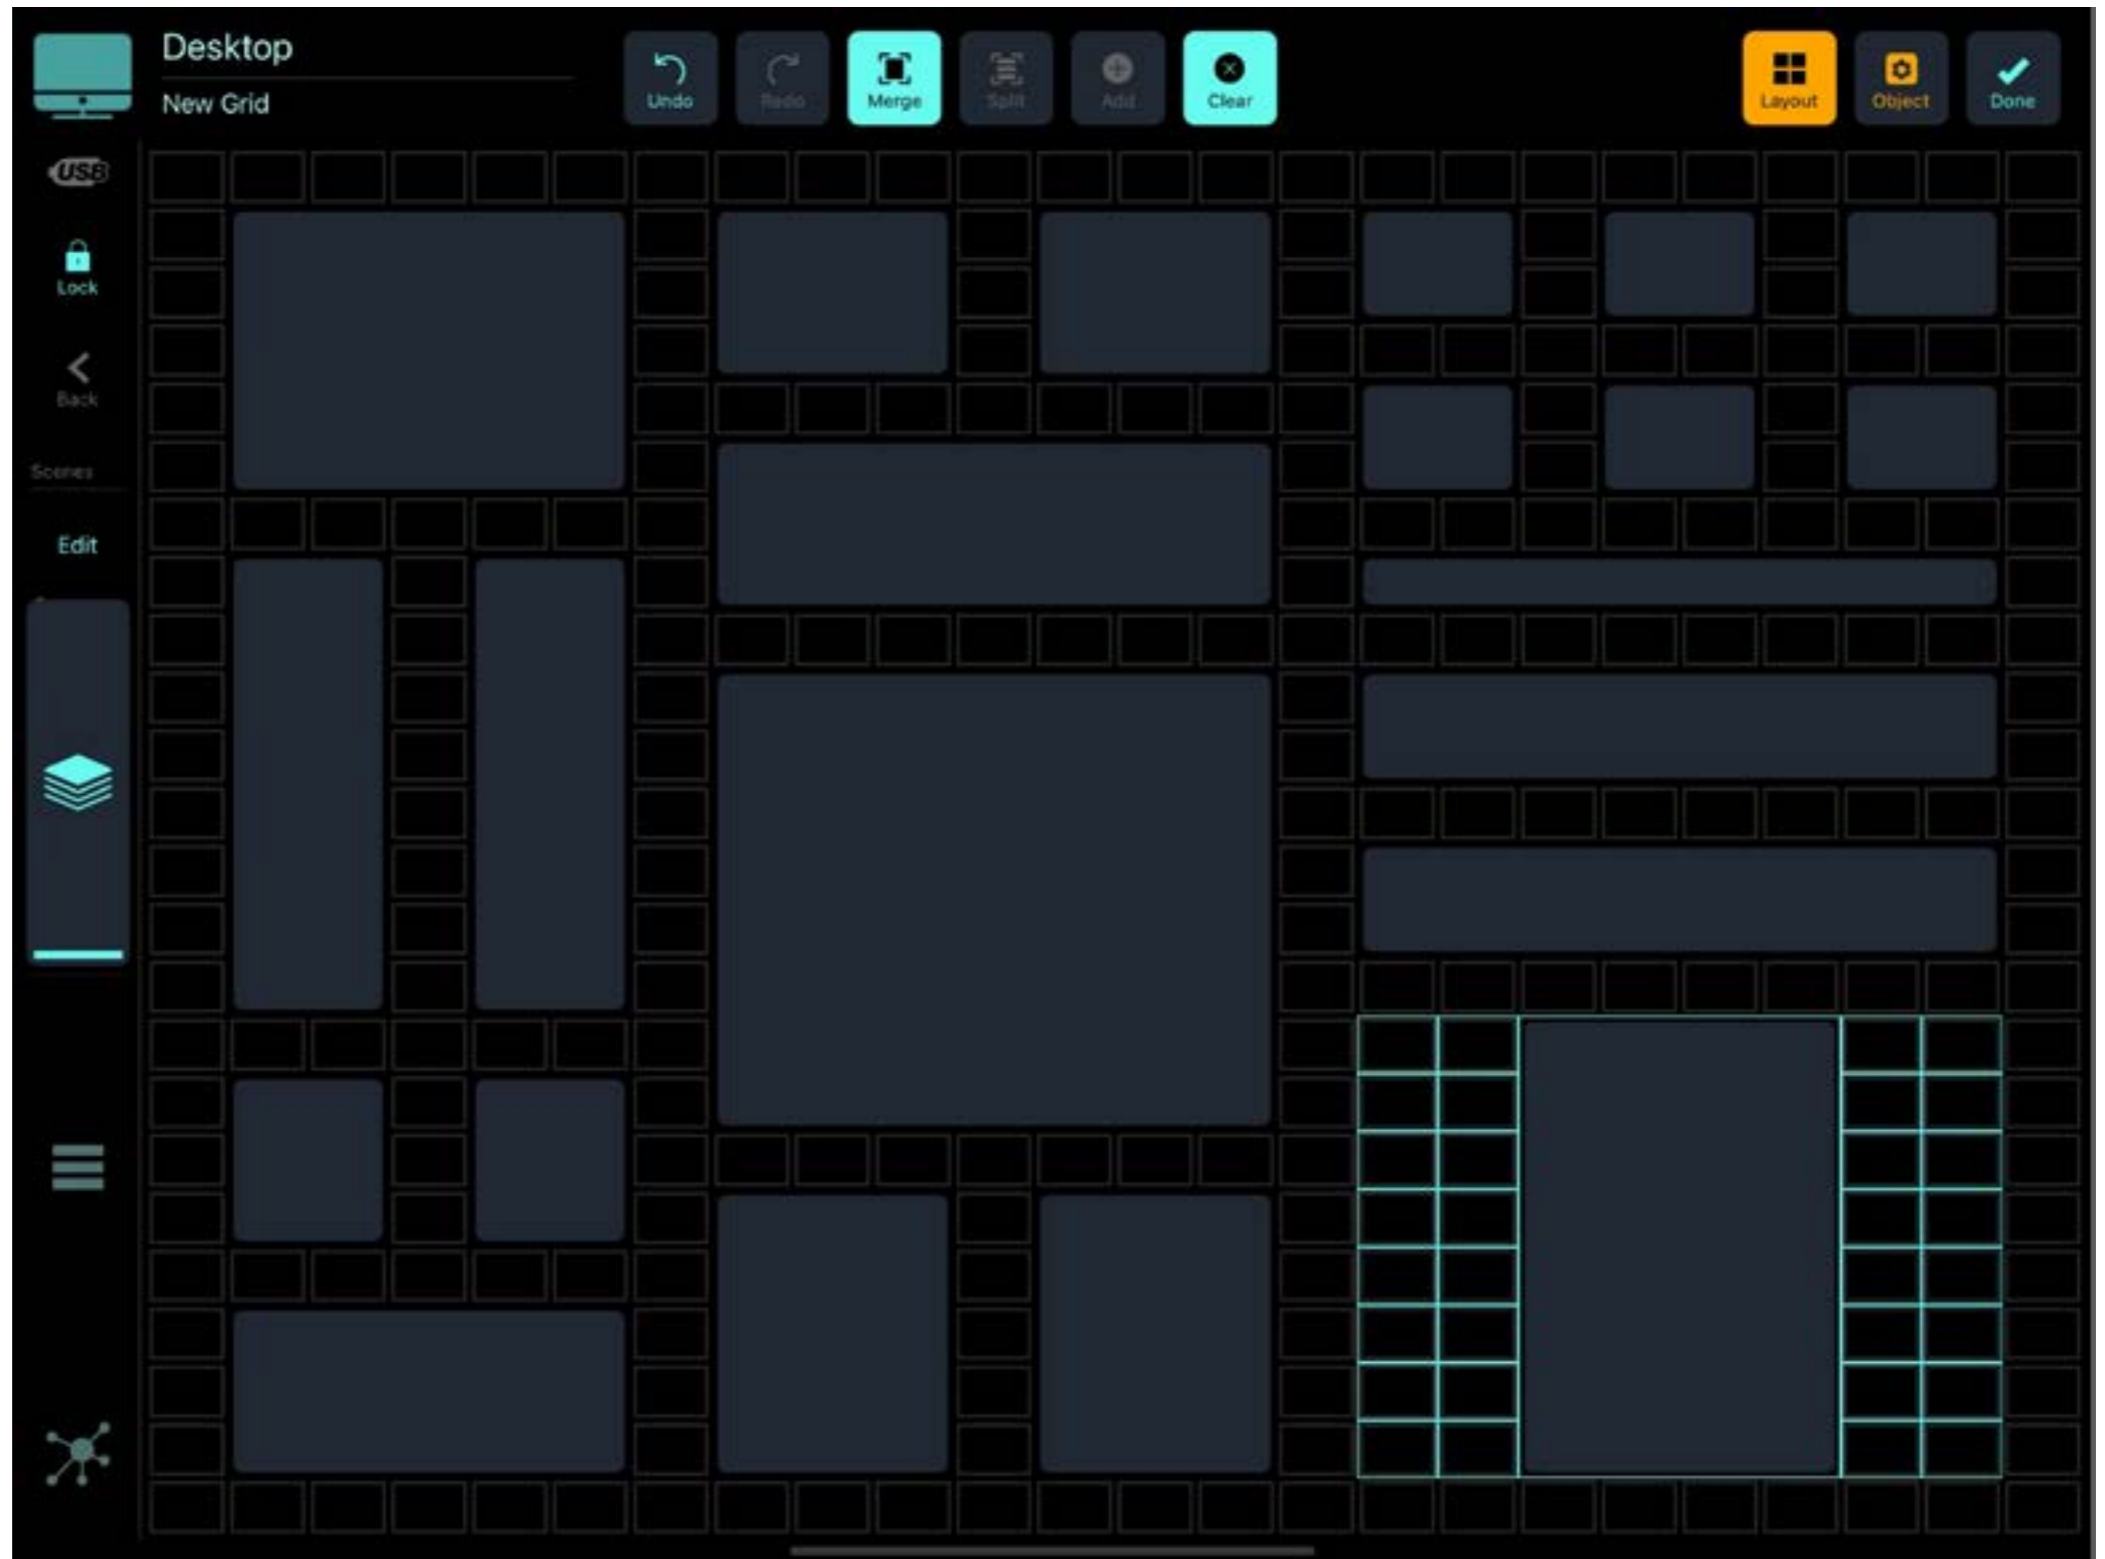 Desktop
New Grid
Undo
Redo
Merge
Split
Add
Clear
Layout
Object
Done
USB
Lock
Back
Scenes
Edit